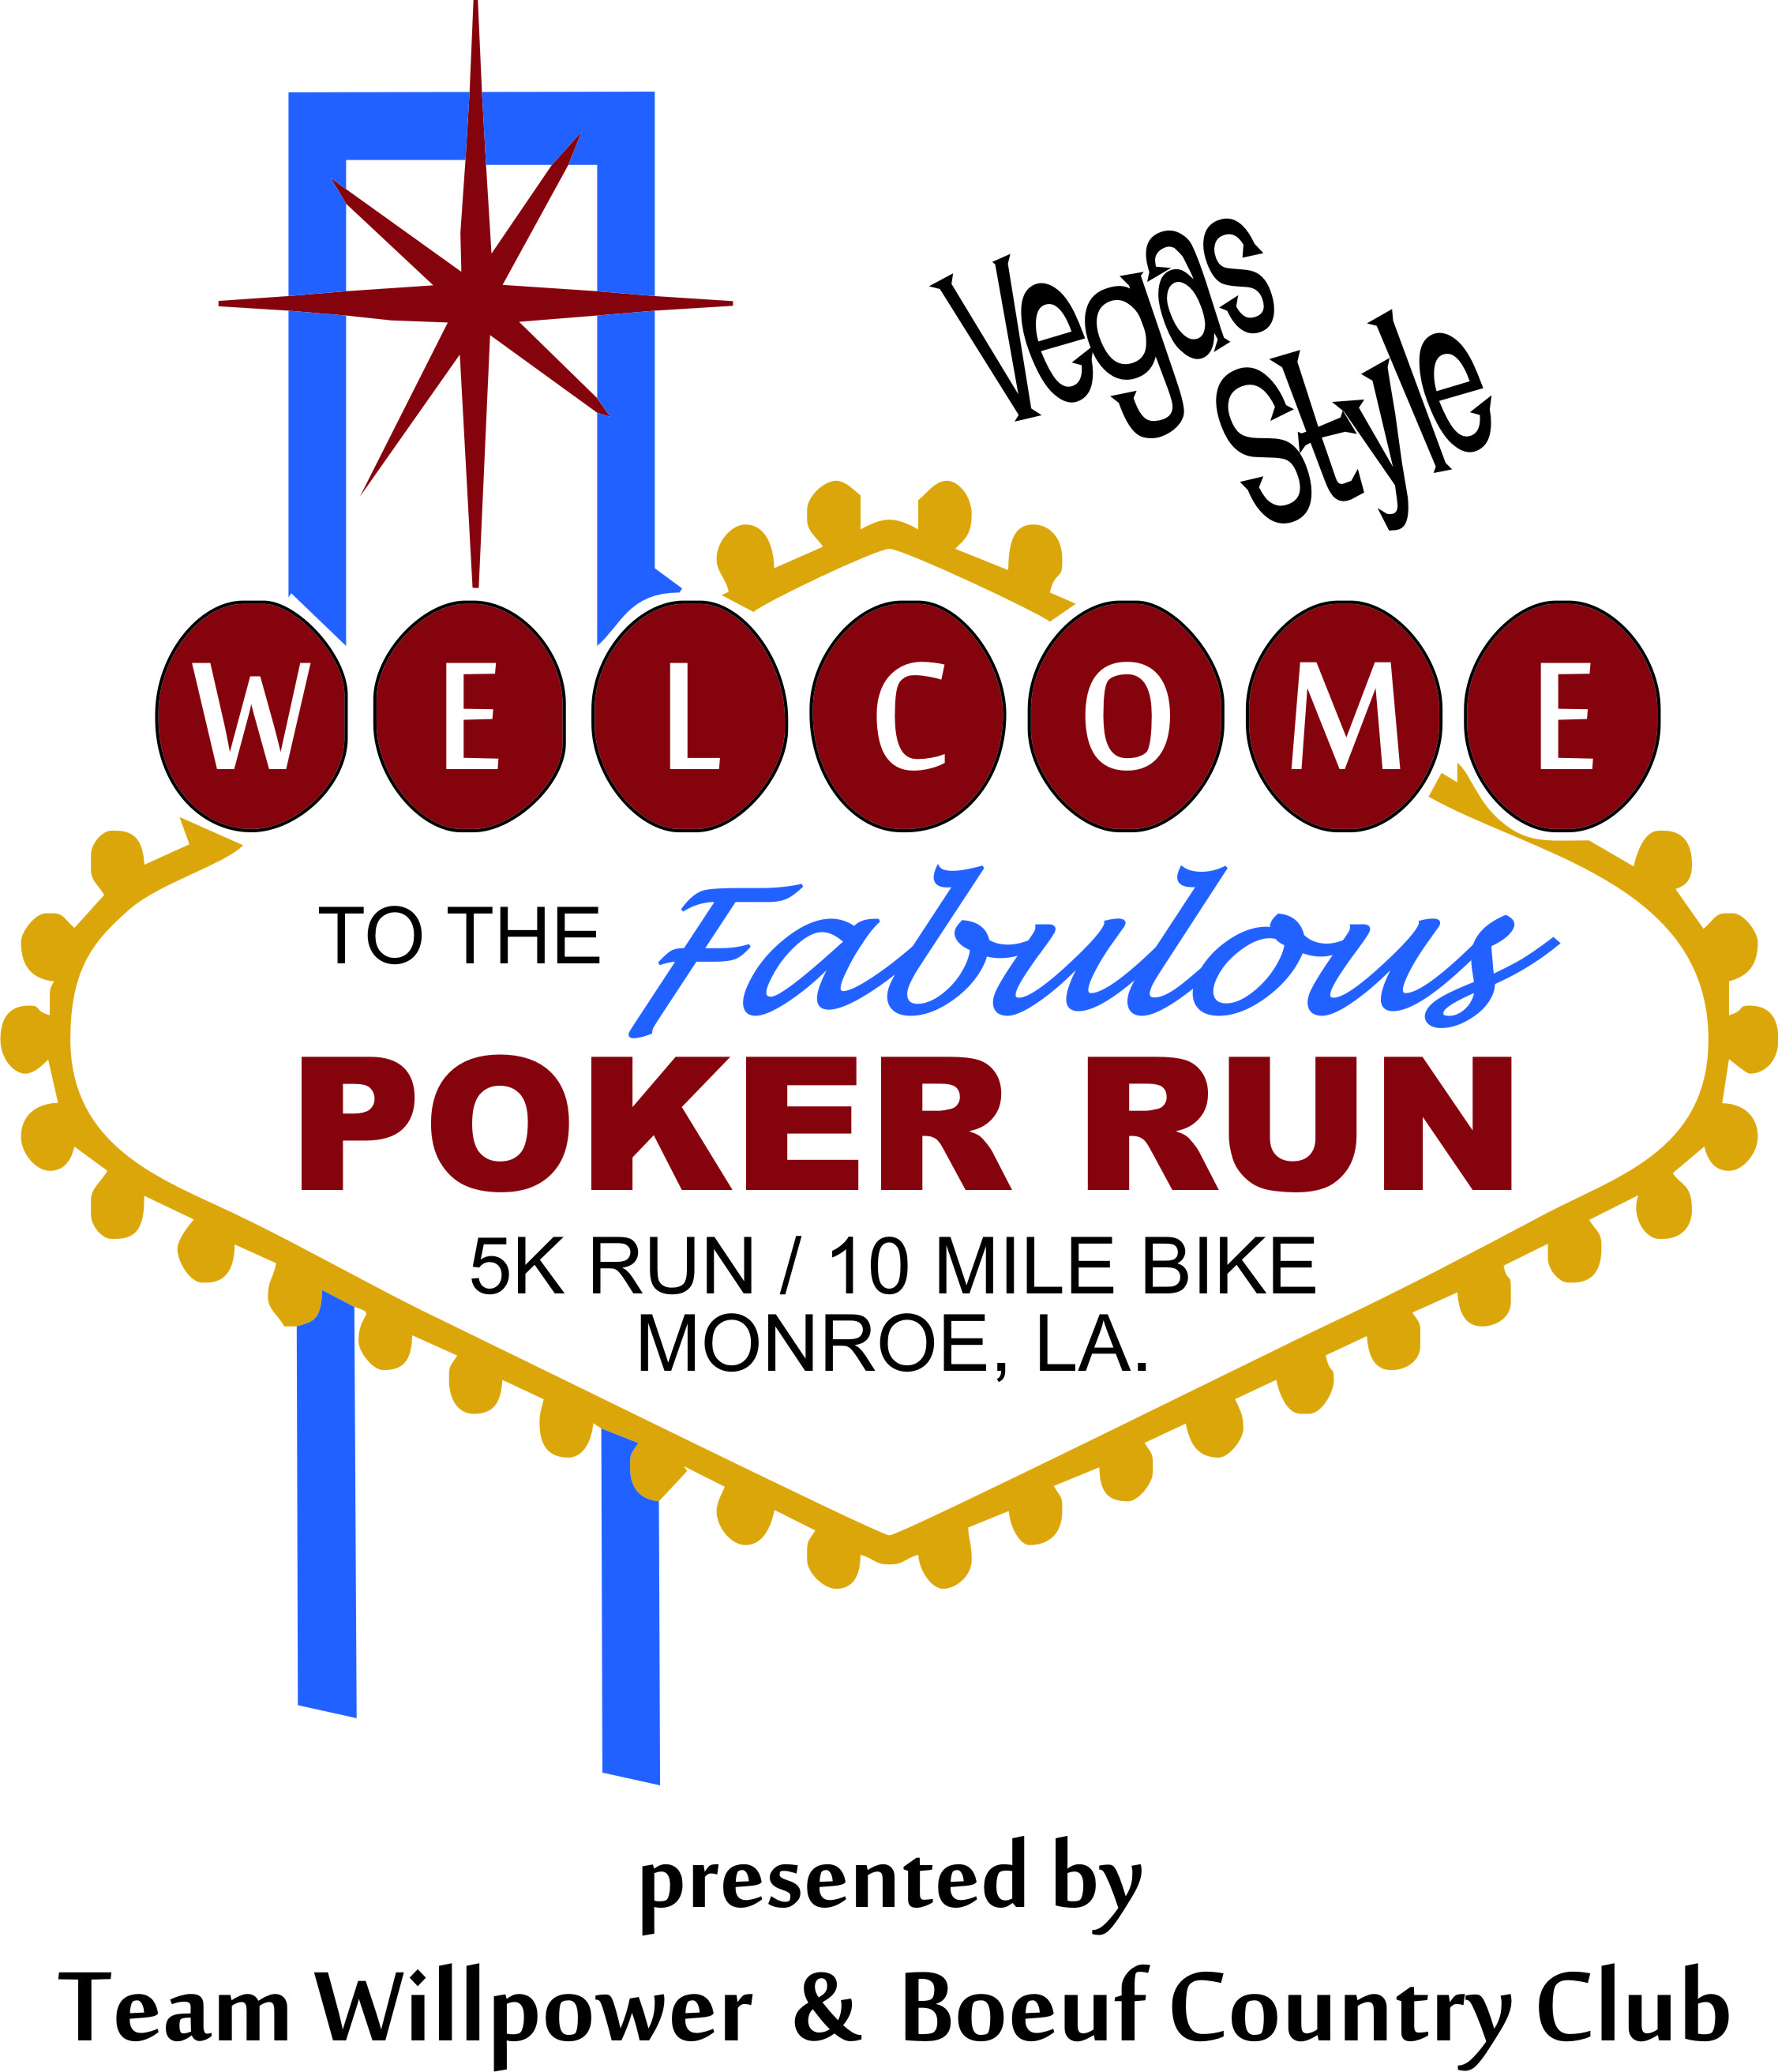 Vegas
Style
WELCOME
TO THE Fabulous
POKER RUN
5K RUN / 10 MILE BIKE
MONROE, LA.
presented by
Team Willpower & Boeuf Country Club